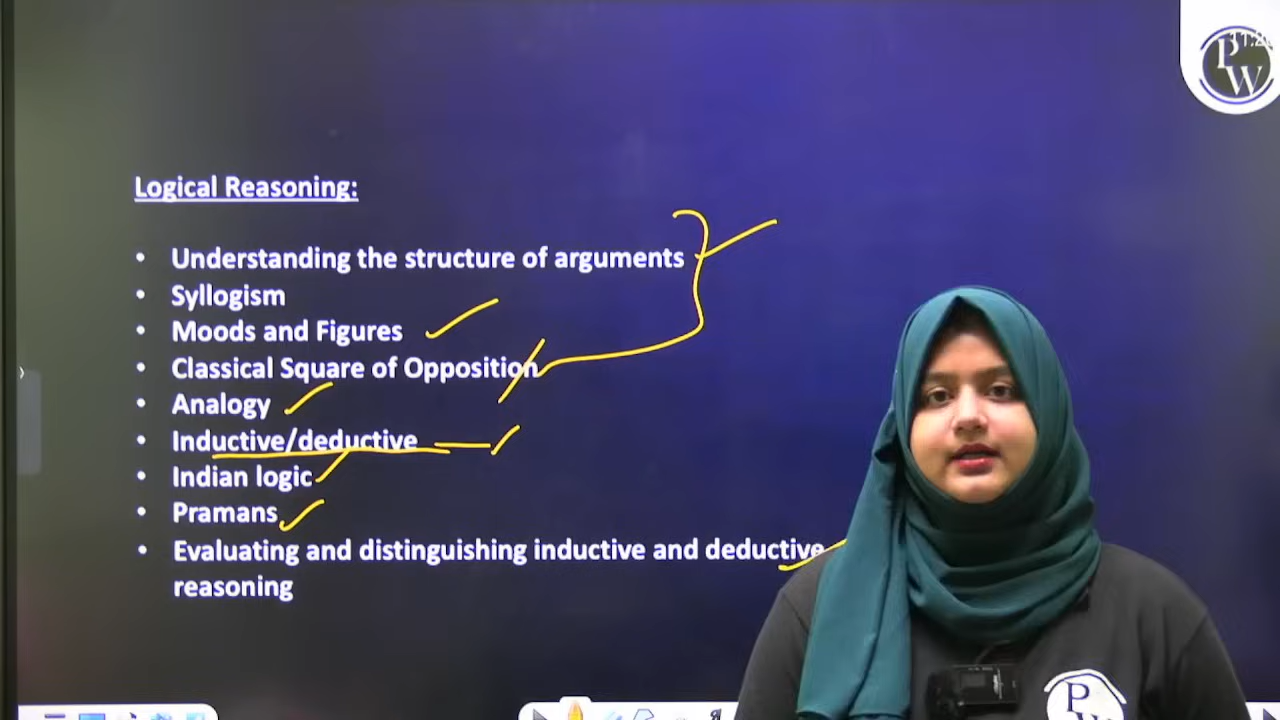 PW
Logical Reasoning:
• Understanding the structure of arguments
• Syllogism
• Moods and Figures
• Classical Square of Opposition
• Analogy
• Inductive/deductive
• Indian logic
• Pramans
• Evaluating and distinguishing inductive and deductive
reasoning